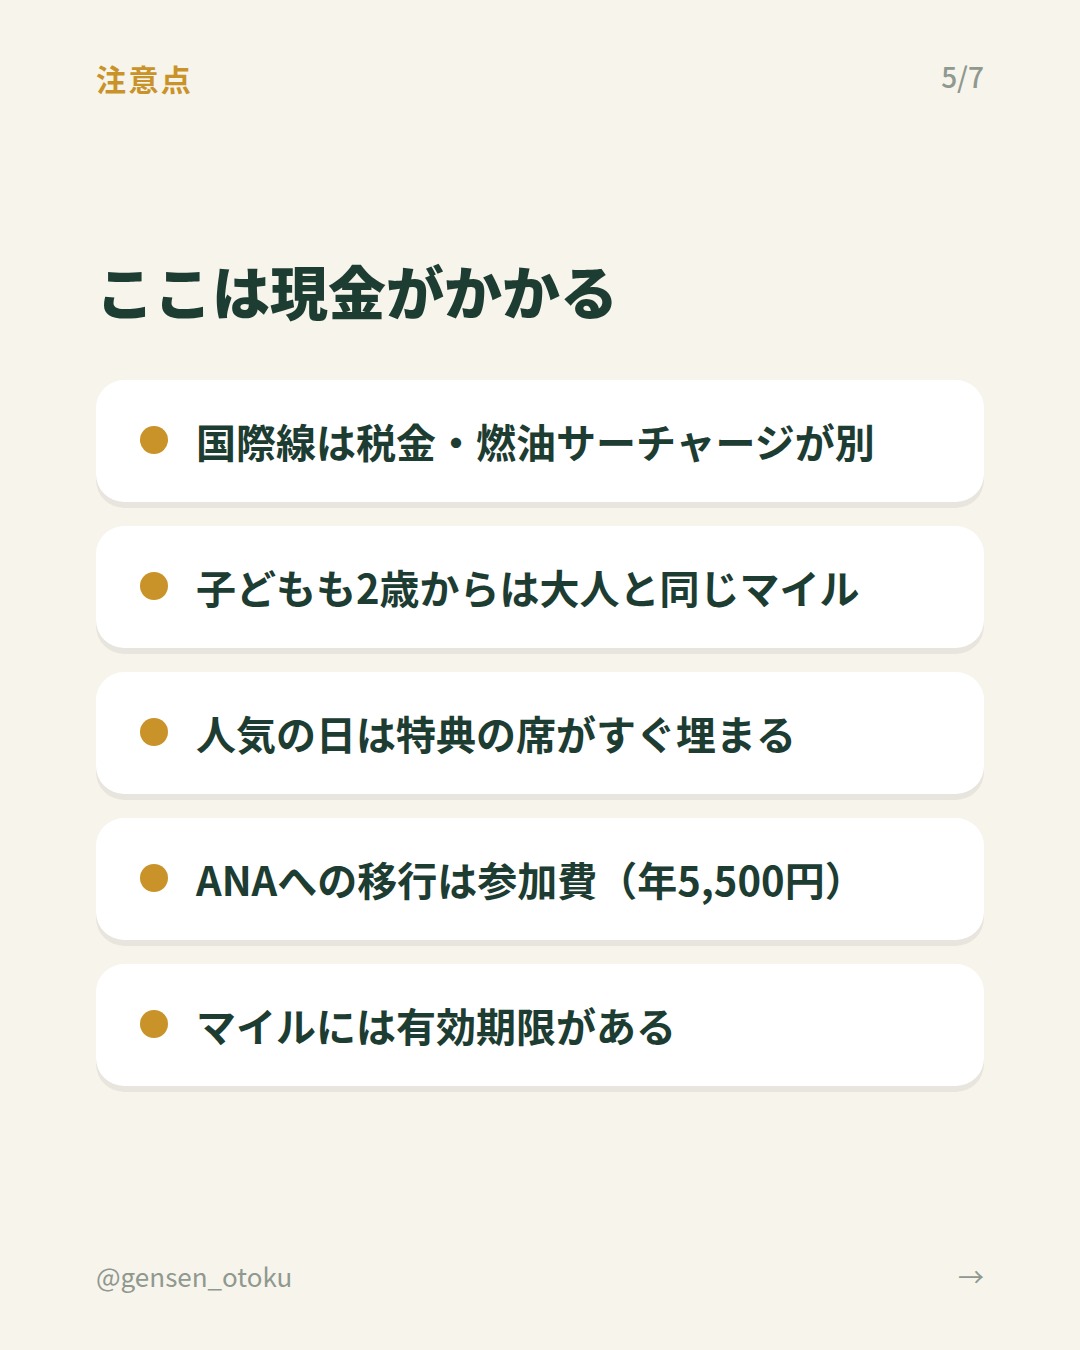 注意点
5/7
ここは現金がかかる
国際線は税金・燃油サーチャージが別
子どもも2歳からは大人と同じマイル
人気の日は特典の席がすぐ埋まる
ANAへの移行は参加費（年5,500円）
マイルには有効期限がある
@gensen_otoku
→